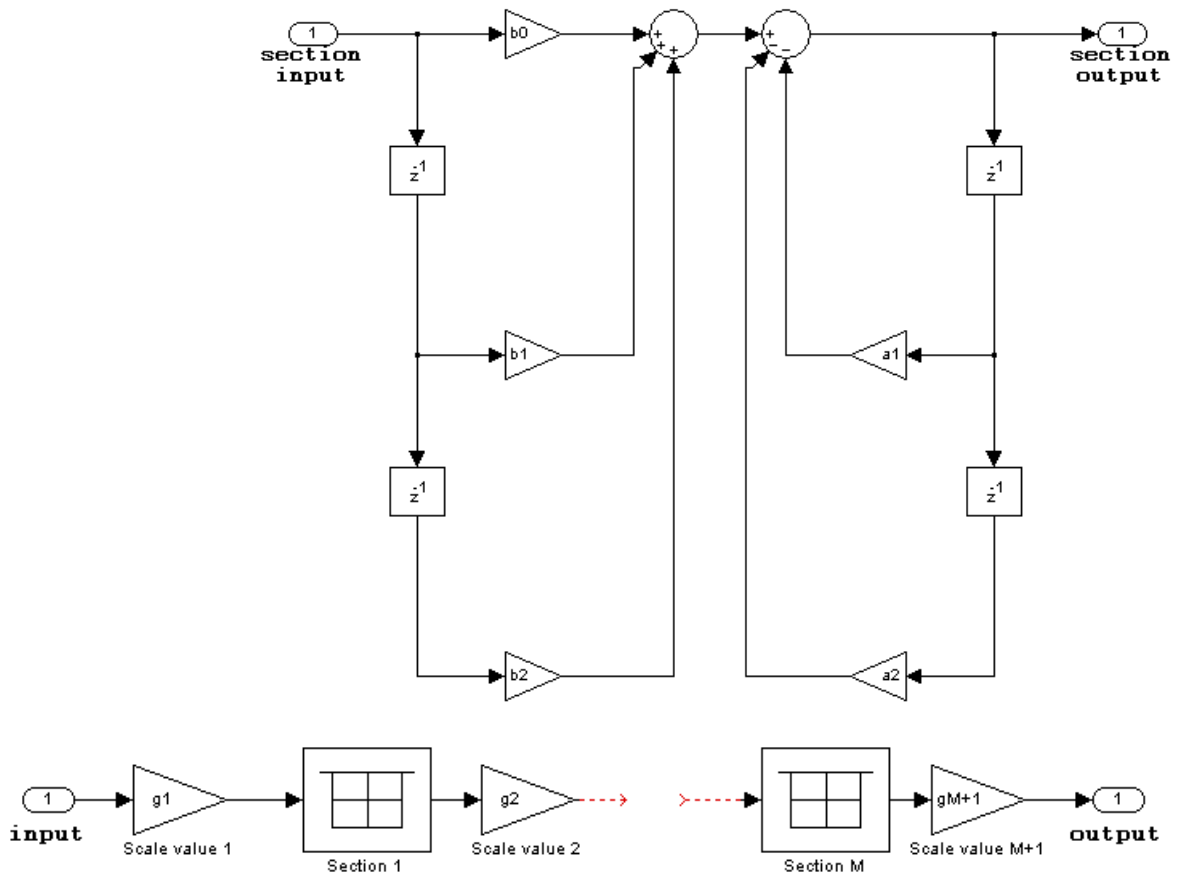 1
section
input
b0
+
+
+
+
−
−
1
section
output
z-1
z-1
b1
a1
z-1
z-1
b2
a2
1
input
g1
Scale value 1
Section 1
g2
Scale value 2
Section M
gM+1
Scale value M+1
1
output